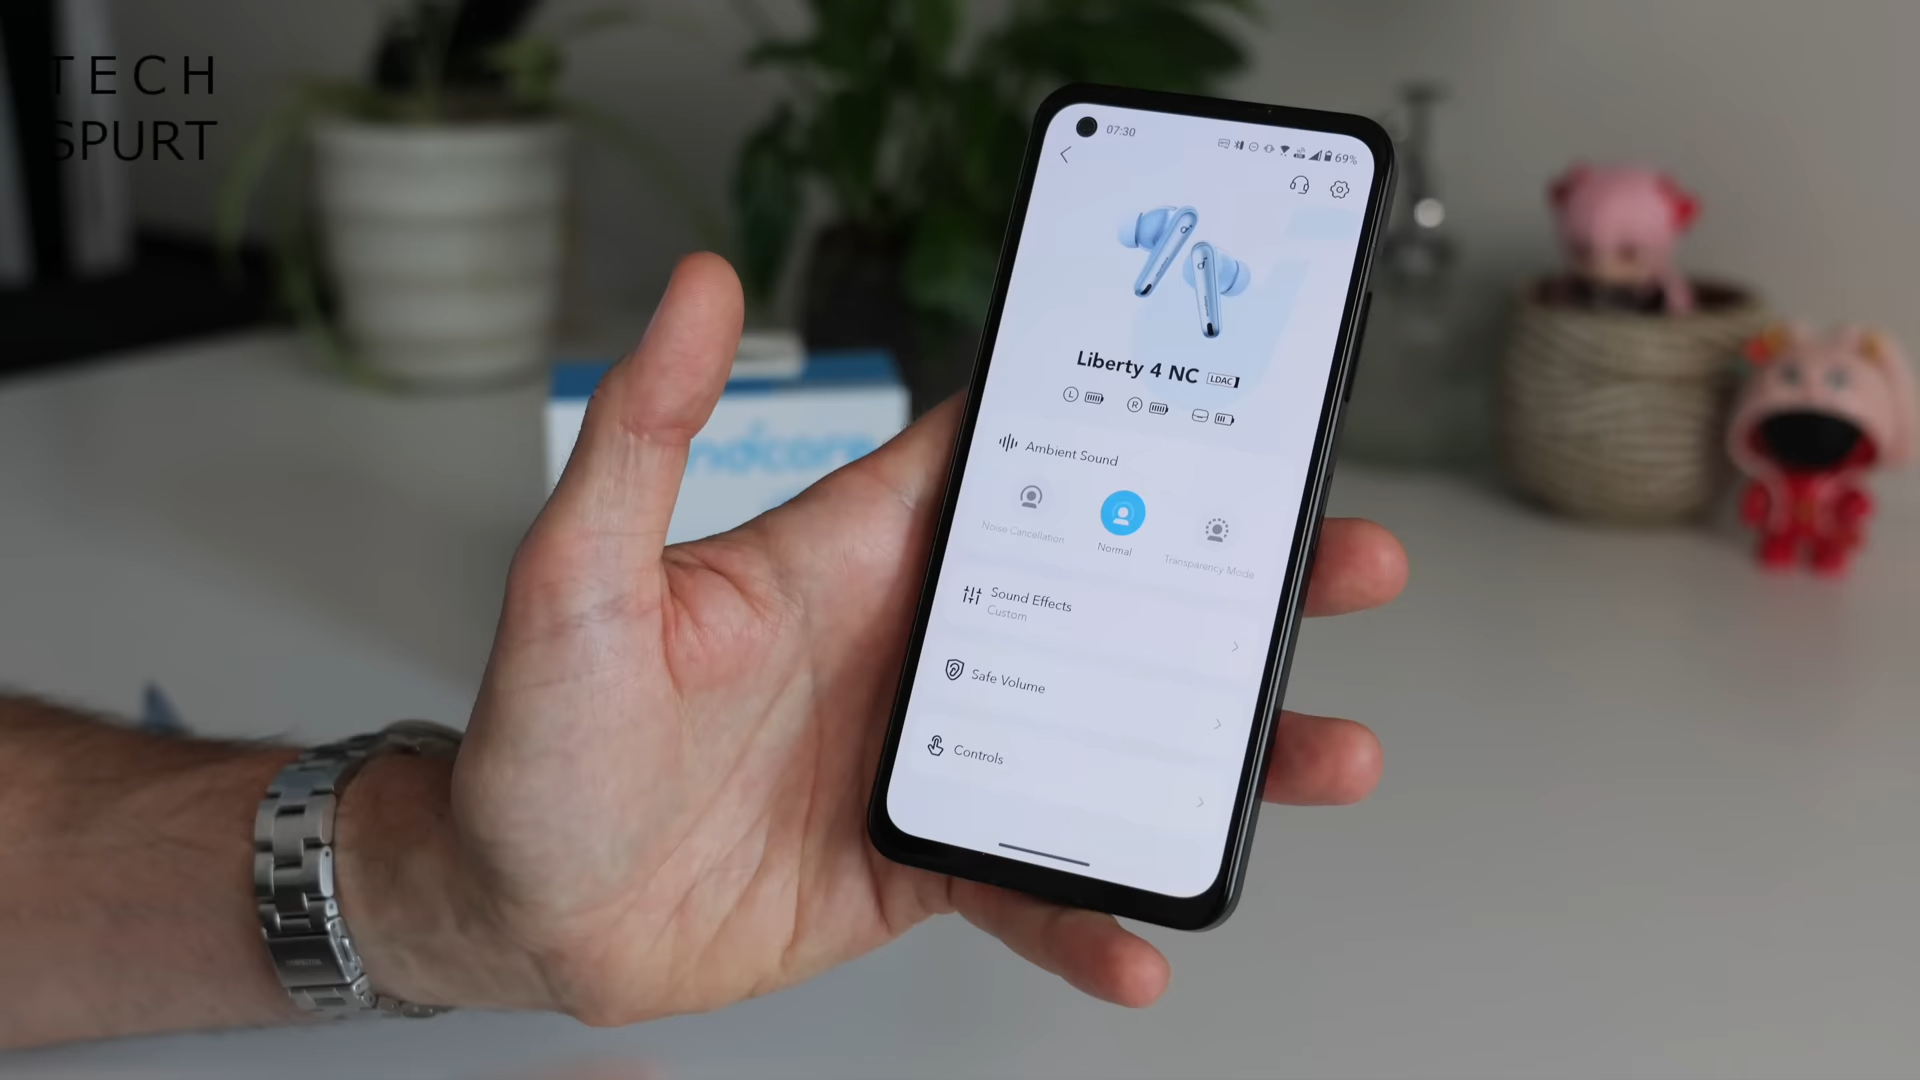 TECH
SPURT
07:30
69%
Liberty 4 NC LDAC
L
R
Ambient Sound
Noise Cancellation
Normal
Transparency Mode
Sound Effects
Custom
Safe Volume
Controls